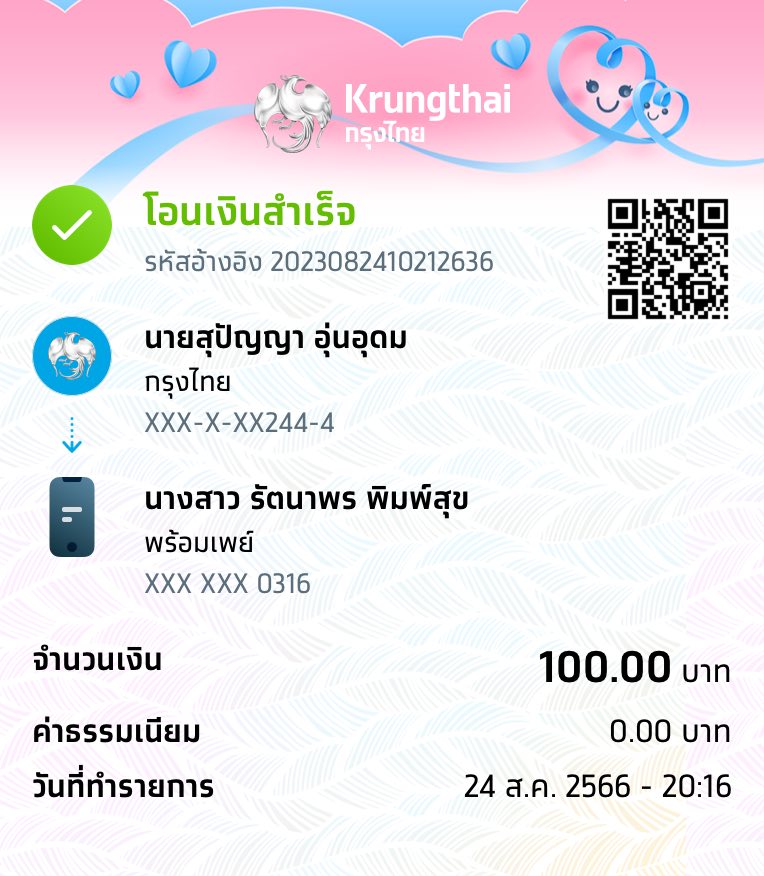 Krungthai
กรุงไทย
โอนเงินสำเร็จ
รหัสอ้างอิง 2023082410212636
นายสุปัญญา อุ่นอุดม
กรุงไทย
XXX-X-XX244-4
นางสาว รัตนาพร พิมพ์สุข
พร้อมเพย์
XXX XXX 0316
จำนวนเงิน 100.00 บาท
ค่าธรรมเนียม 0.00 บาท
วันที่ทำรายการ 24 ส.ค. 2566 - 20:16